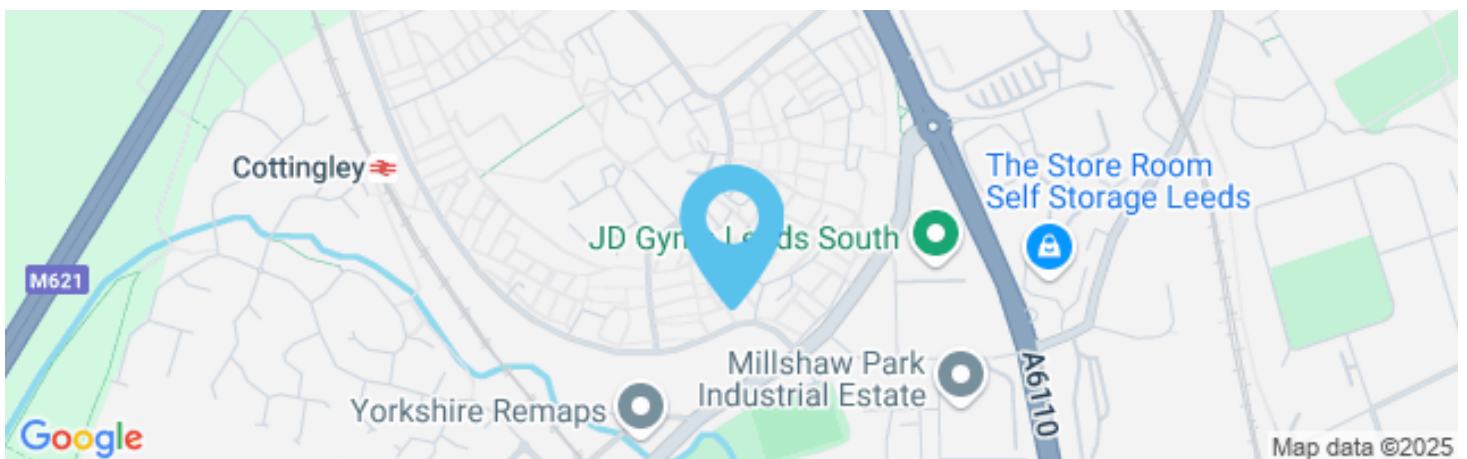 Cottingley
The Store Room
Self Storage Leeds
JD Gyms Leeds South
M621
Millshaw Park
Industrial Estate
A6110
Yorkshire Remaps
Google
Map data ©2025